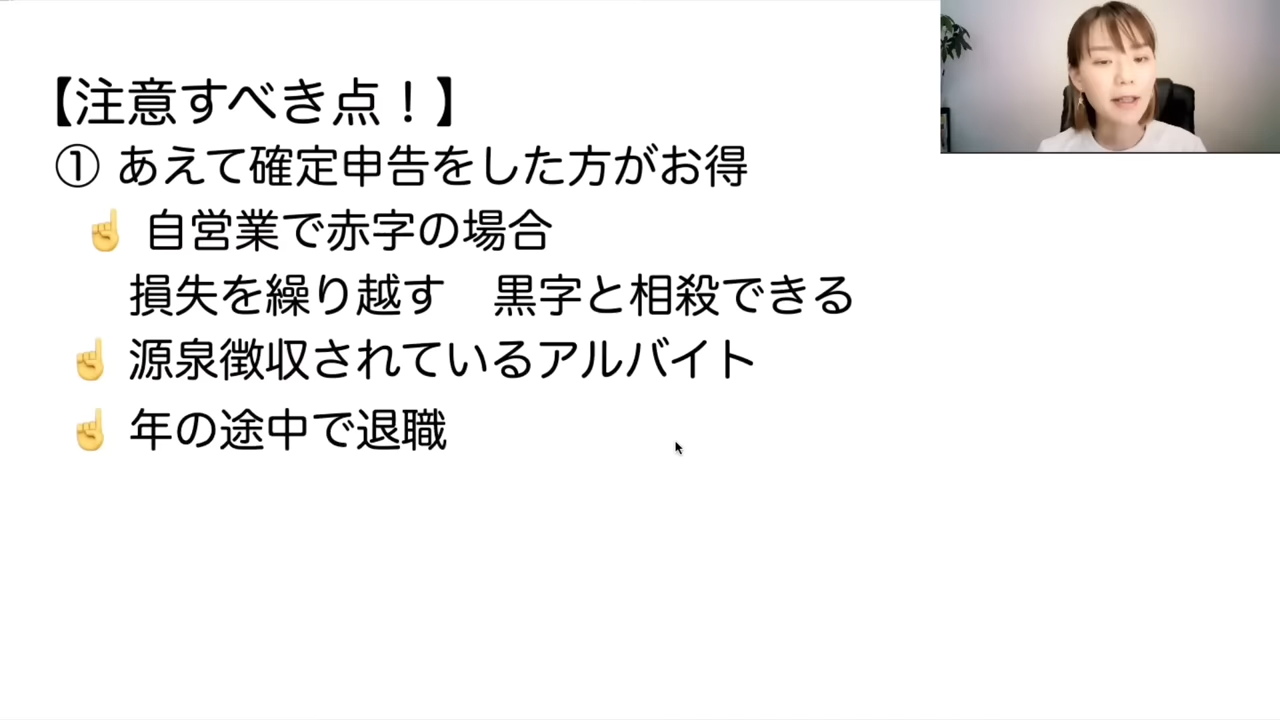 【注意すべき点！】
① あえて確定申告をした方がお得
☝ 自営業で赤字の場合
損失を繰り越す　黒字と相殺できる
☝ 源泉徴収されているアルバイト
☝ 年の途中で退職